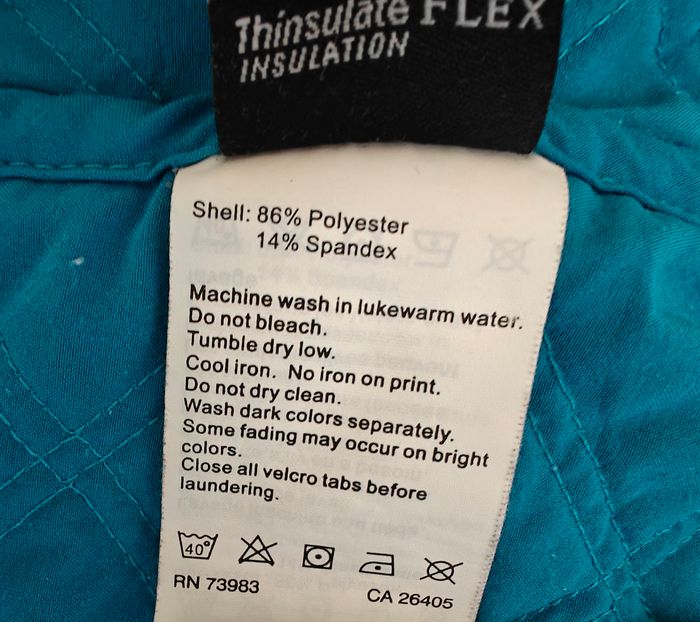 Thinsulate FLEX
INSULATION
Shell: 86% Polyester
14% Spandex
Machine wash in lukewarm water.
Do not bleach.
Tumble dry low.
Cool iron. No iron on print.
Do not dry clean.
Wash dark colors separately.
Some fading may occur on bright
colors.
Close all velcro tabs before
laundering.
40°
RN 73983
CA 26405